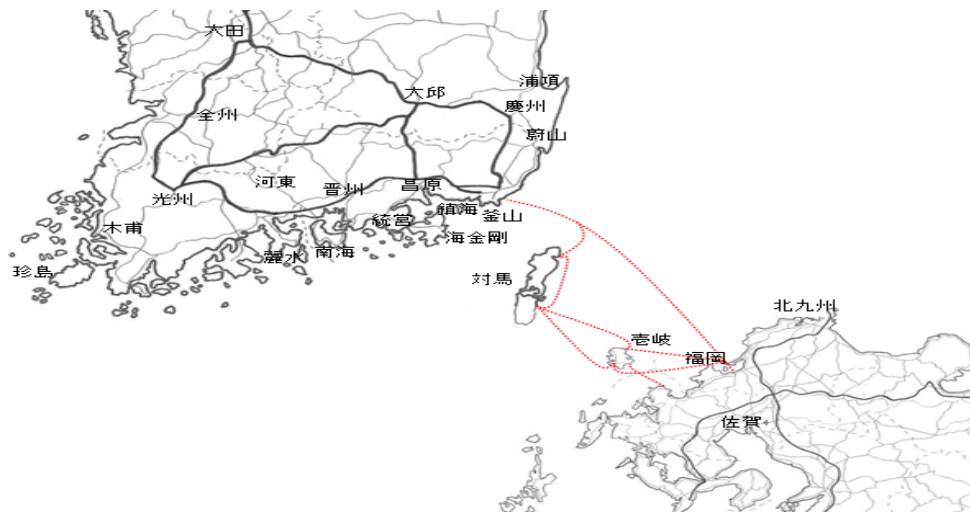 大田
浦項
大邱
慶州
全州
蔚山
河東
晋州
昌原
光州
鎮海
釜山
統営
木甫
海金剛
南海
麗水
珍島
対馬
北九州
壱岐
福岡
佐賀